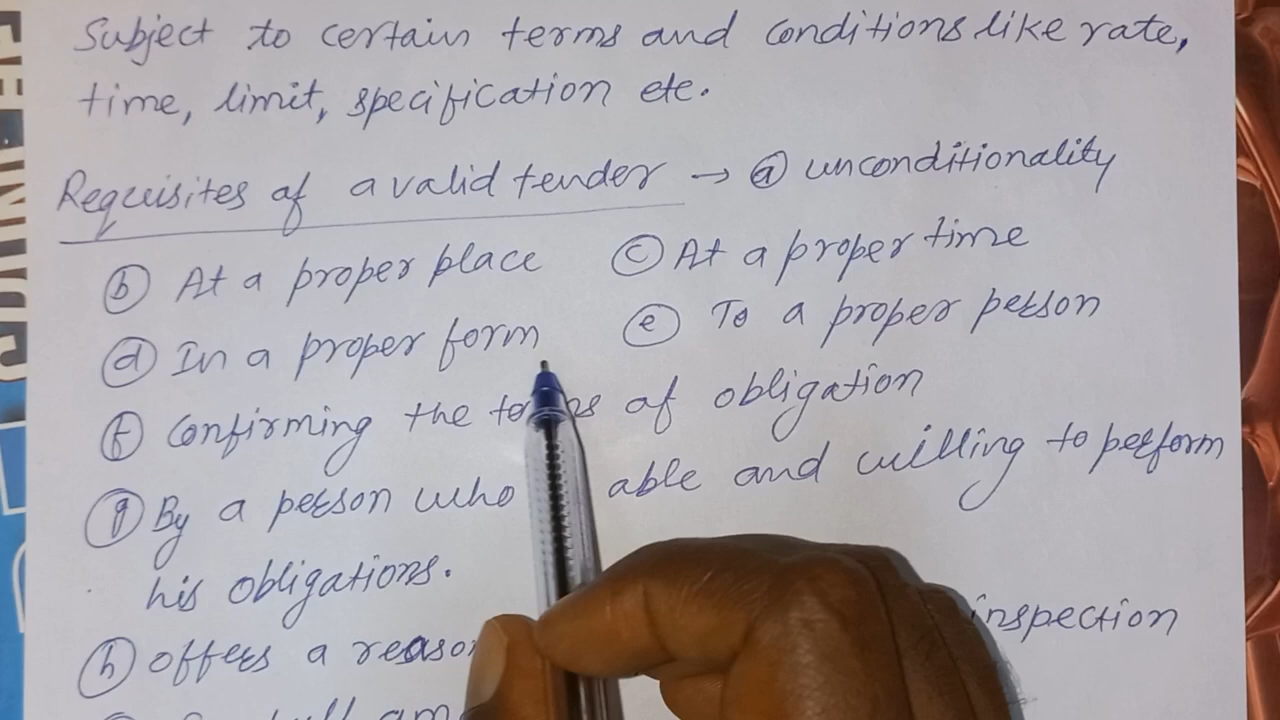 Subject to certain terms and conditions like rate,
time, limit, specification etc.
Requisites of a valid tender → (a) unconditionality
(b) At a proper place (c) At a proper time
(d) In a proper form (e) To a proper person
(f) Confirming the of obligation
(g) By a person who able and willing to perform
his obligations.
(h) offers a inspection